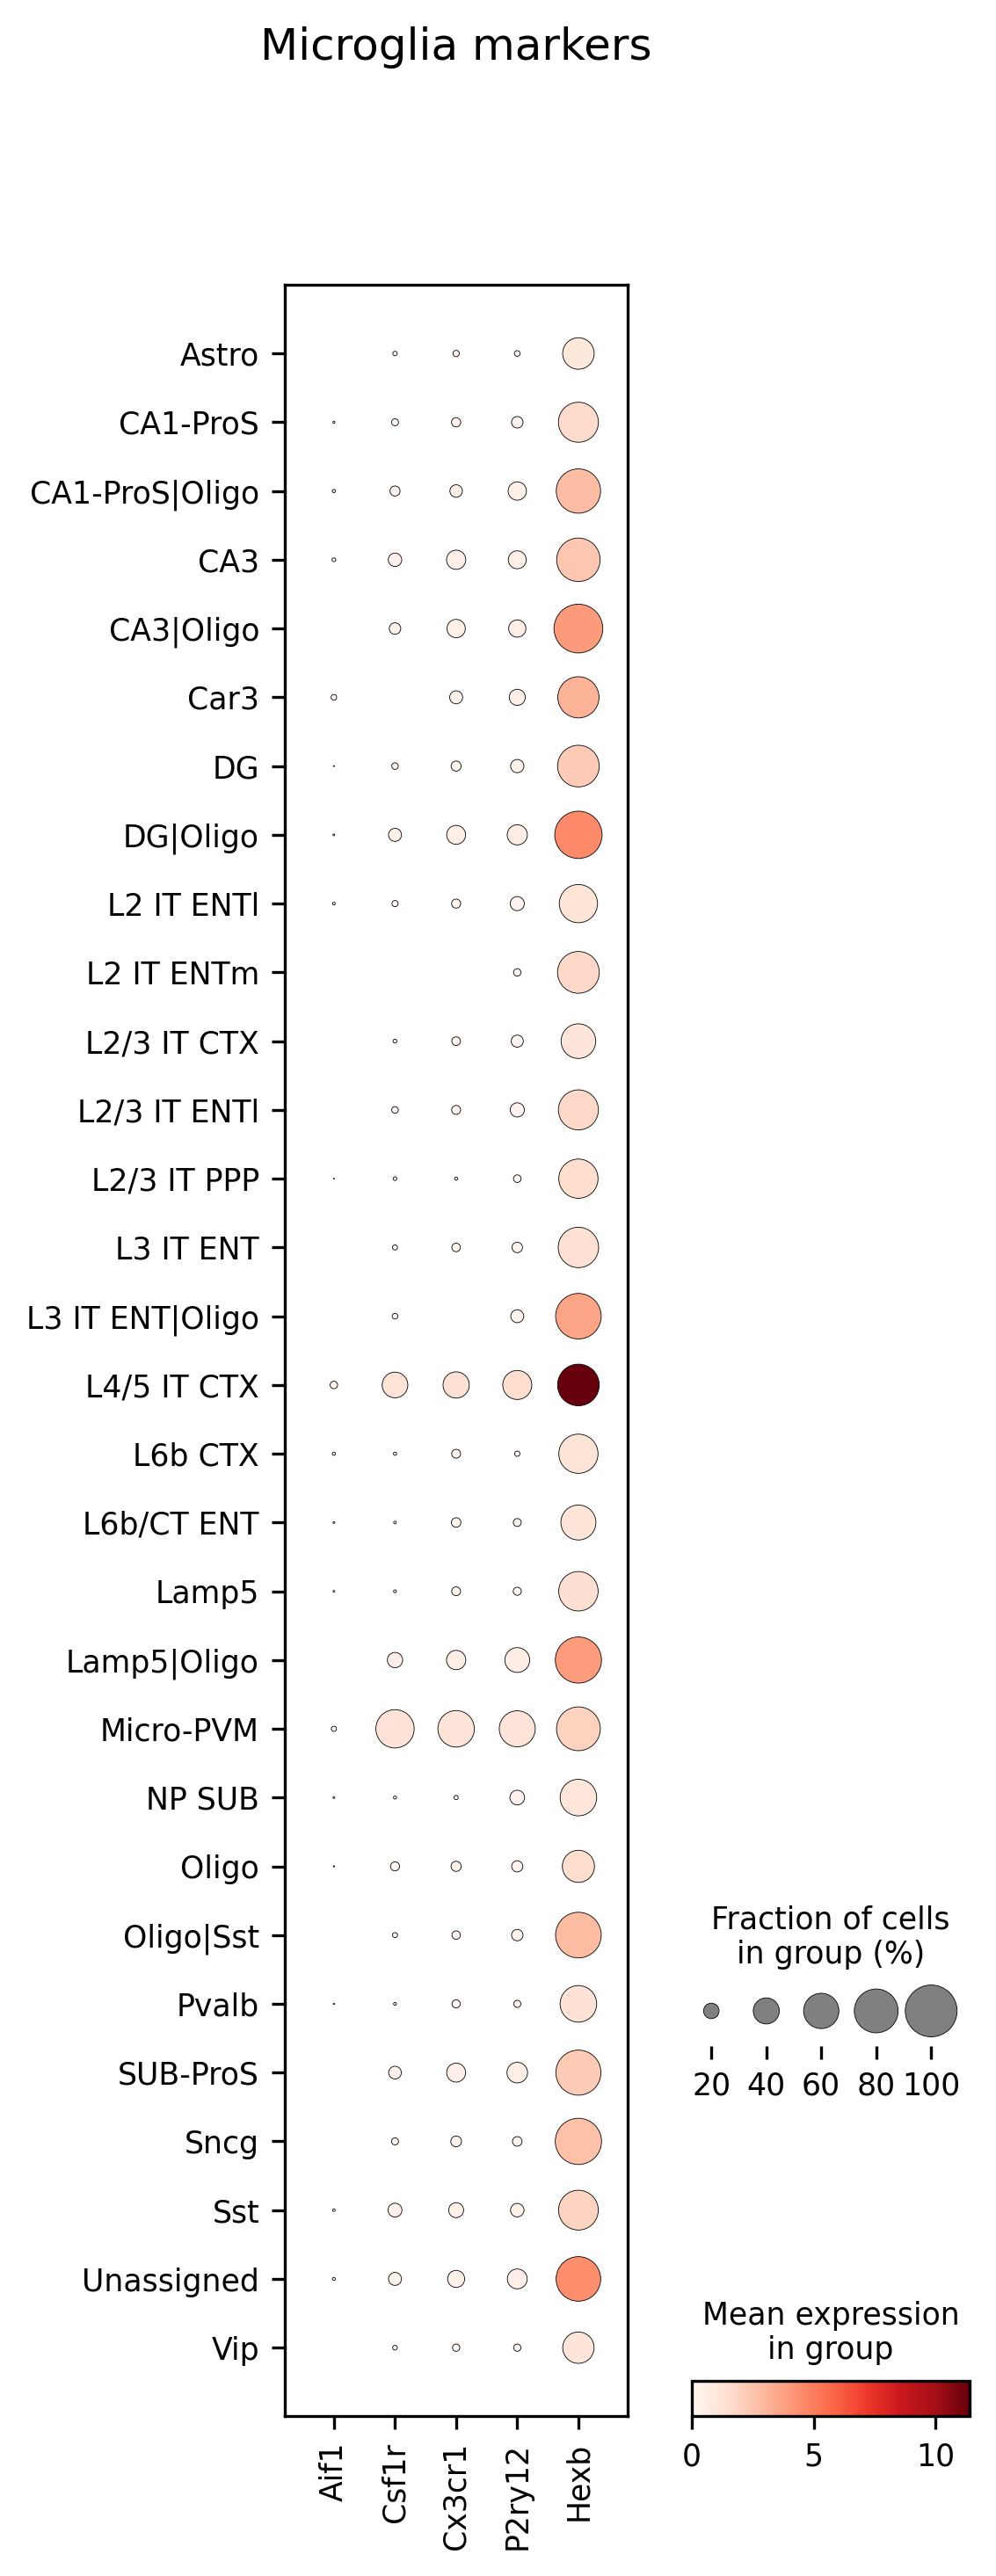 Microglia markers
Astro
CA1-ProS
CA1-ProS|Oligo
CA3
CA3|Oligo
Car3
DG
DG|Oligo
L2 IT ENTl
L2 IT ENTm
L2/3 IT CTX
L2/3 IT ENTl
L2/3 IT PPP
L3 IT ENT
L3 IT ENT|Oligo
L4/5 IT CTX
L6b CTX
L6b/CT ENT
Lamp5
Lamp5|Oligo
Micro-PVM
NP SUB
Oligo
Oligo|Sst
Pvalb
SUB-ProS
Sncg
Sst
Unassigned
Vip
Aif1
Csf1r
Cx3cr1
P2ry12
Hexb
Fraction of cells
in group (%)
20 40 60 80 100
Mean expression
in group
0 5 10